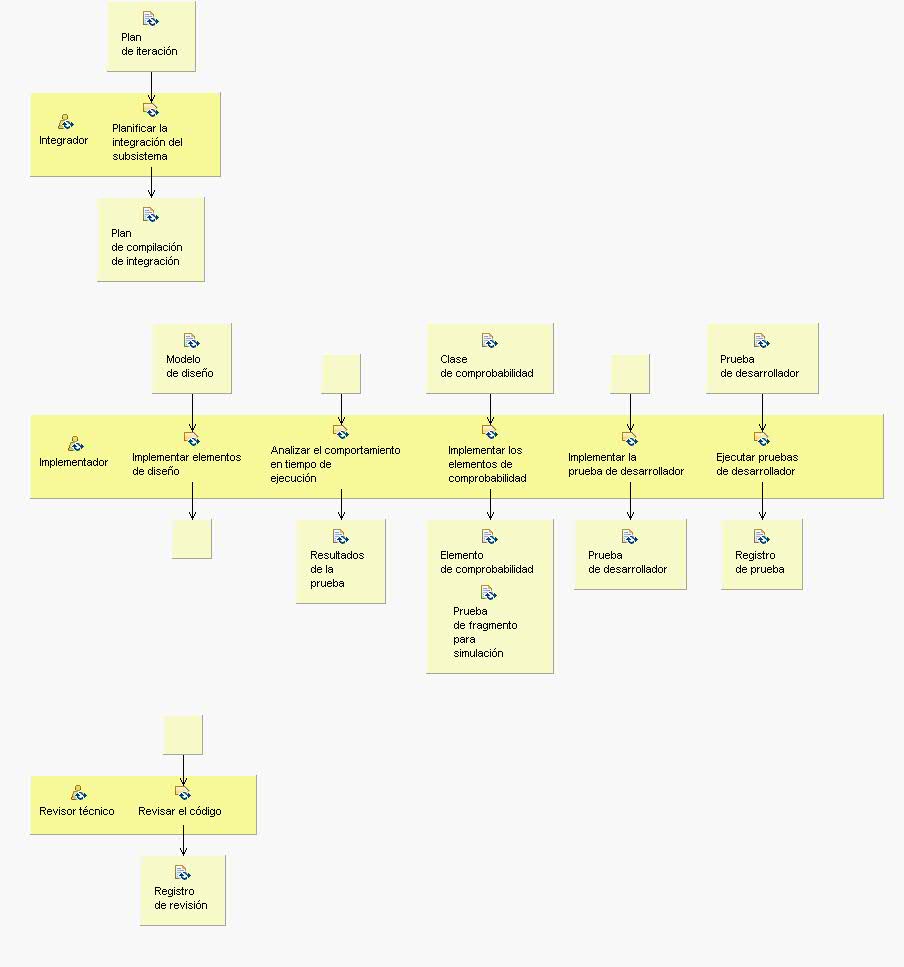 Plan
de iteración
Integrador
Planificar la
integración del
subsistema
Plan
de compilación
de integración
Modelo
de diseño
Clase
de comprobabilidad
Prueba
de desarrollador
Implementador
Implementar elementos
de diseño
Analizar el comportamiento
en tiempo de
ejecución
Implementar los
elementos de
comprobabilidad
Implementar la
prueba de desarrollador
Ejecutar pruebas
de desarrollador
Resultados
de la
prueba
Elemento
de comprobabilidad
Prueba
de fragmento
para
simulación
Prueba
de desarrollador
Registro
de prueba
Revisor técnico
Revisar el código
Registro
de revisión